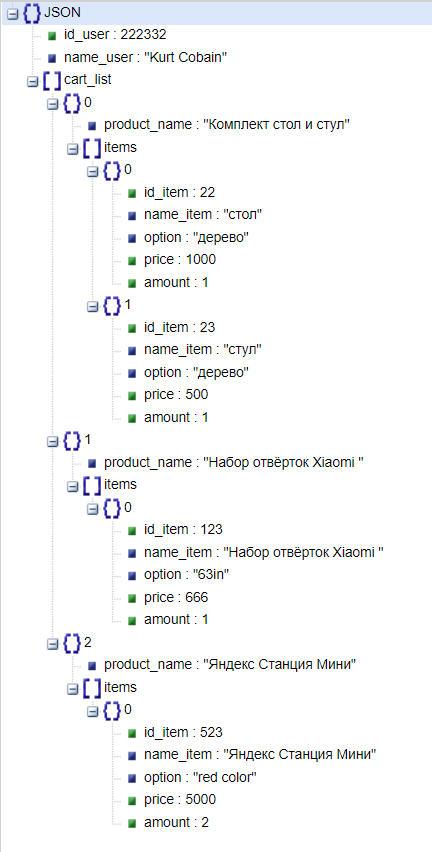 JSON
id_user : 222332
name_user : "Kurt Cobain"
cart_list
0
product_name : "Комплект стол и стул"
items
0
id_item : 22
name_item : "стол"
option : "дерево"
price : 1000
amount : 1
1
id_item : 23
name_item : "стул"
option : "дерево"
price : 500
amount : 1
1
product_name : "Набор отвёрток Xiaomi "
items
0
id_item : 123
name_item : "Набор отвёрток Xiaomi "
option : "63in"
price : 666
amount : 1
2
product_name : "Яндекс Станция Мини"
items
0
id_item : 523
name_item : "Яндекс Станция Мини"
option : "red color"
price : 5000
amount : 2